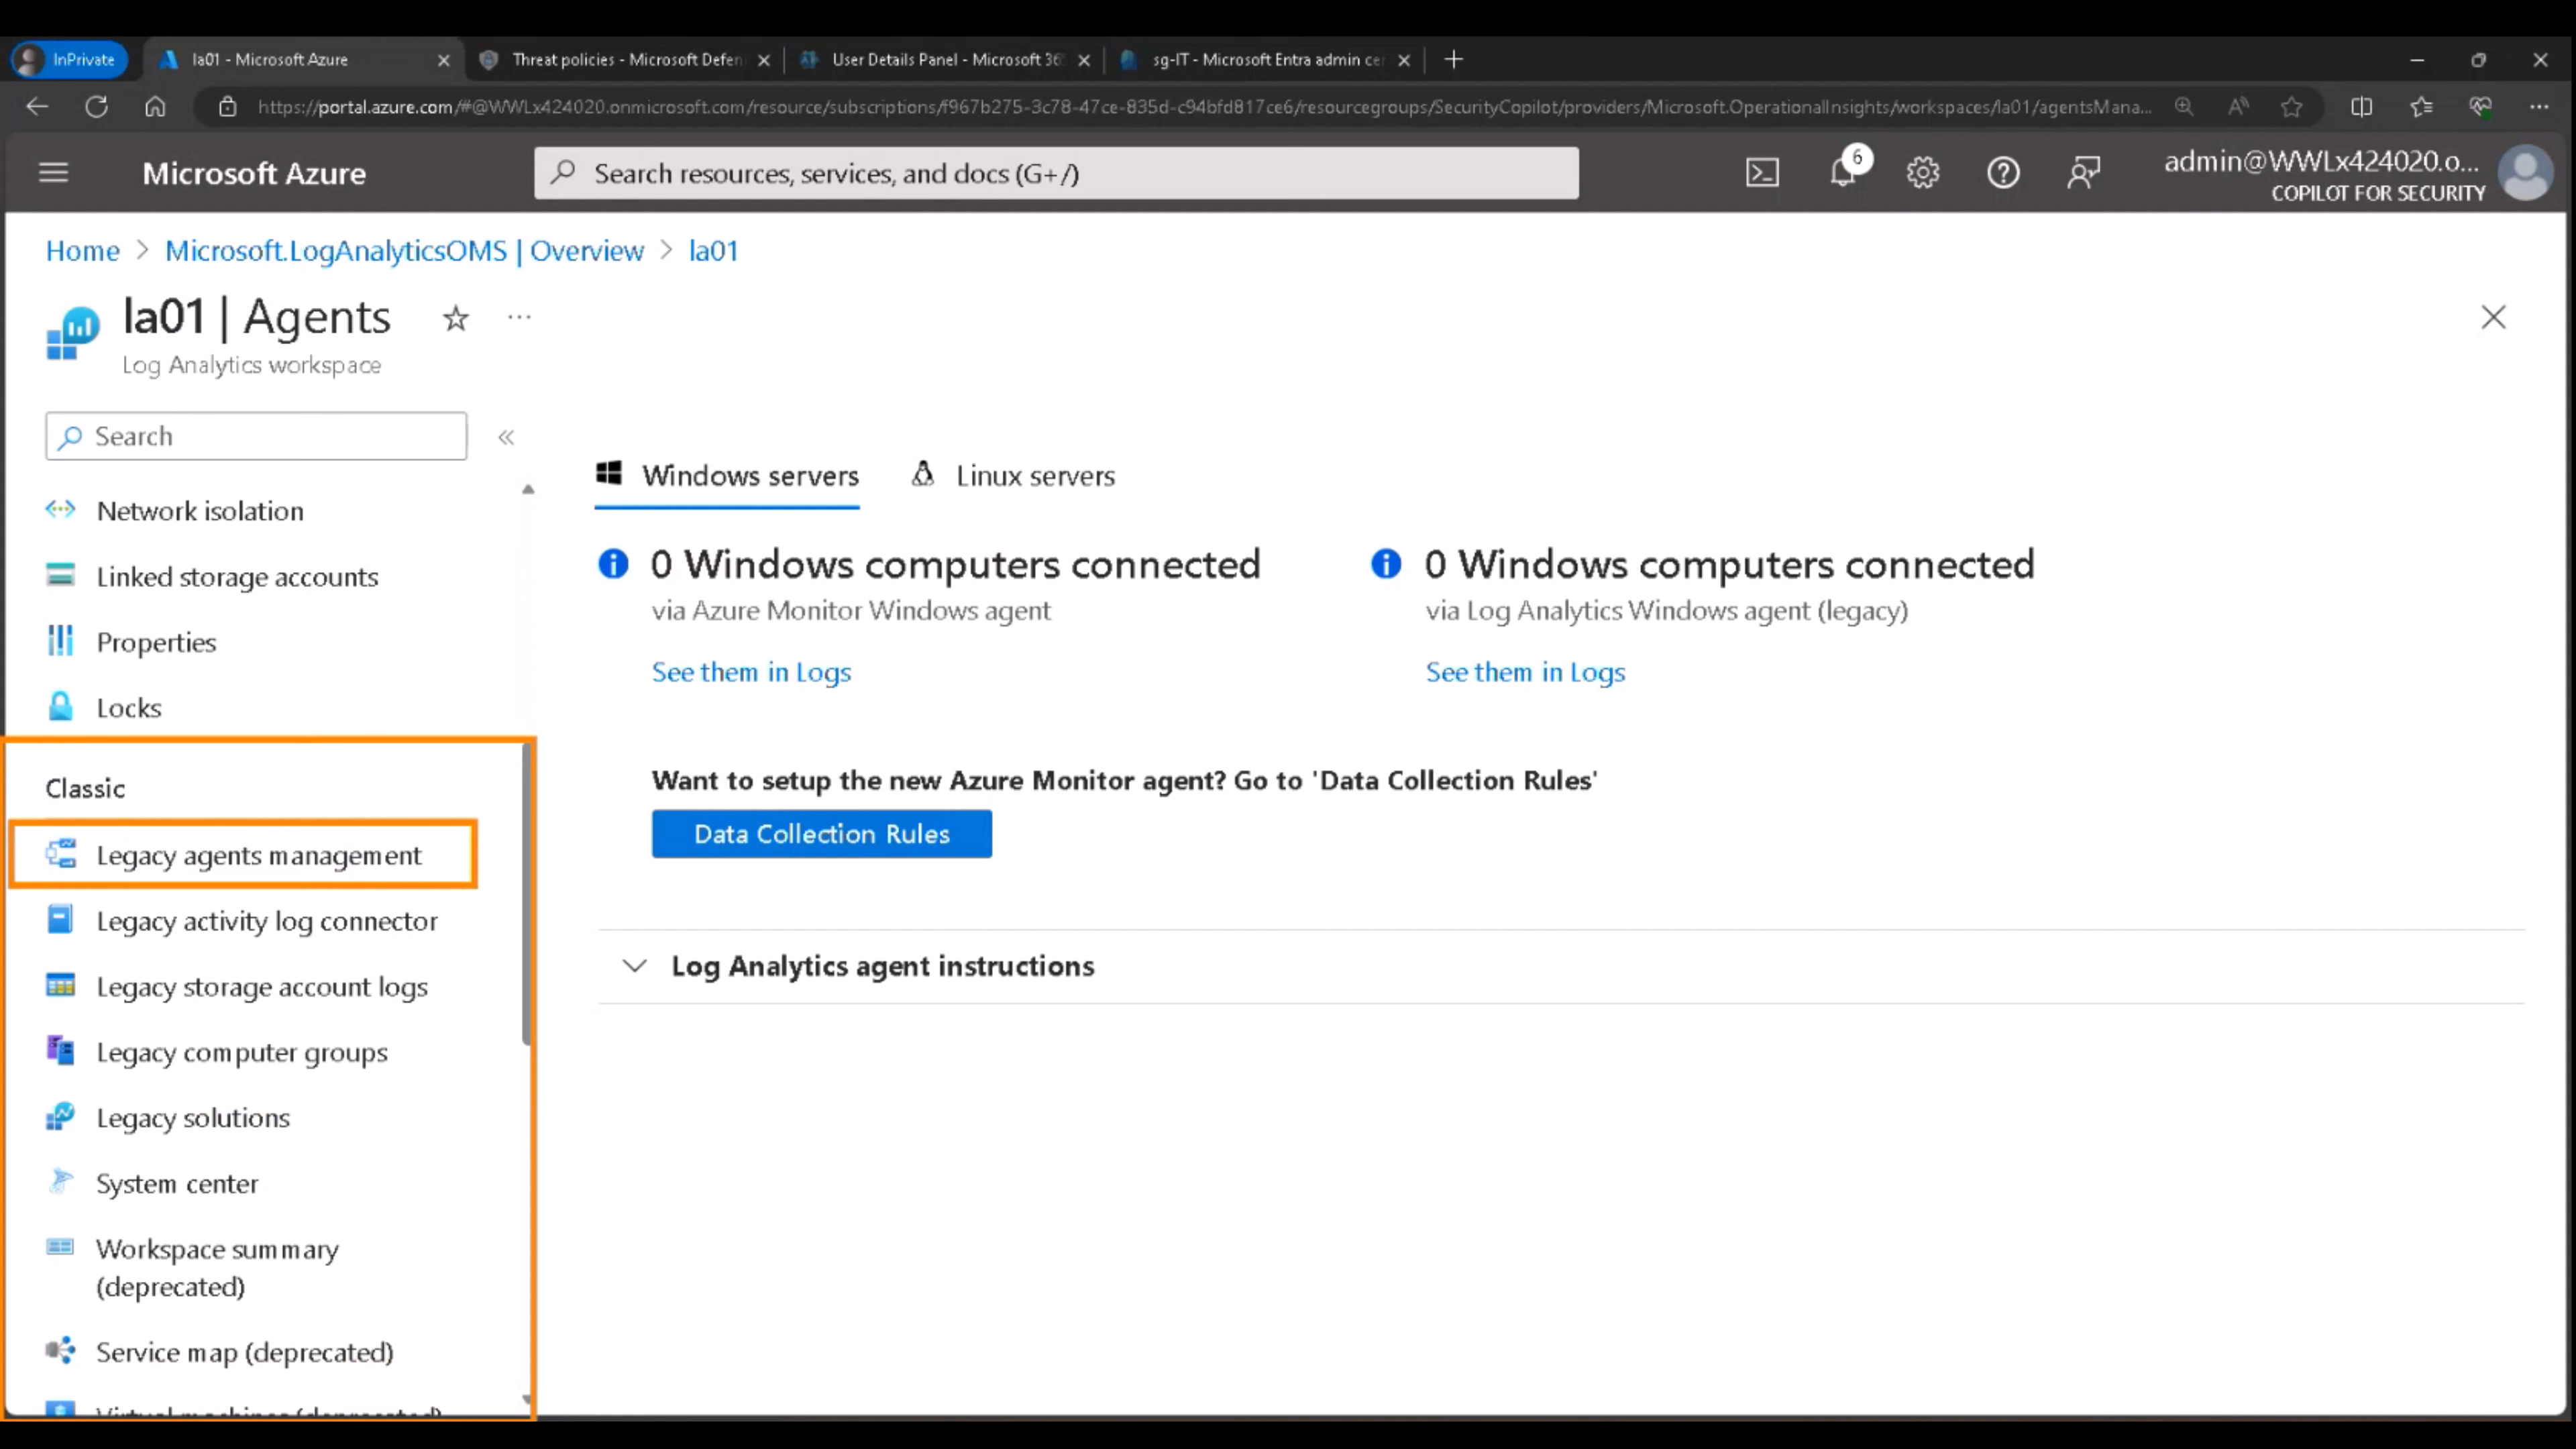 InPrivate
la01 - Microsoft Azure
Threat policies - Microsoft Defen
User Details Panel - Microsoft 36
sg-IT - Microsoft Entra admin ce
https://portal.azure.com/#@WWLx424020.onmicrosoft.com/resource/subscriptions/f967b275-3c78-47ce-835d-c94bfd817ce6/resourcegroups/SecurityCopilot/providers/Microsoft.OperationalInsights/workspaces/la01/agentsMana...
Microsoft Azure
Search resources, services, and docs (G+/)
6
admin@WWLx424020.o...
COPILOT FOR SECURITY
Home > Microsoft.LogAnalyticsOMS | Overview > la01
la01 | Agents
Log Analytics workspace
Search
Network isolation
Linked storage accounts
Properties
Locks
Classic
Legacy agents management
Legacy activity log connector
Legacy storage account logs
Legacy computer groups
Legacy solutions
System center
Workspace summary
(deprecated)
Service map (deprecated)
Virtual machines (deprecated)
Windows servers
Linux servers
0 Windows computers connected
via Azure Monitor Windows agent
See them in Logs
0 Windows computers connected
via Log Analytics Windows agent (legacy)
See them in Logs
Want to setup the new Azure Monitor agent? Go to 'Data Collection Rules'
Data Collection Rules
Log Analytics agent instructions